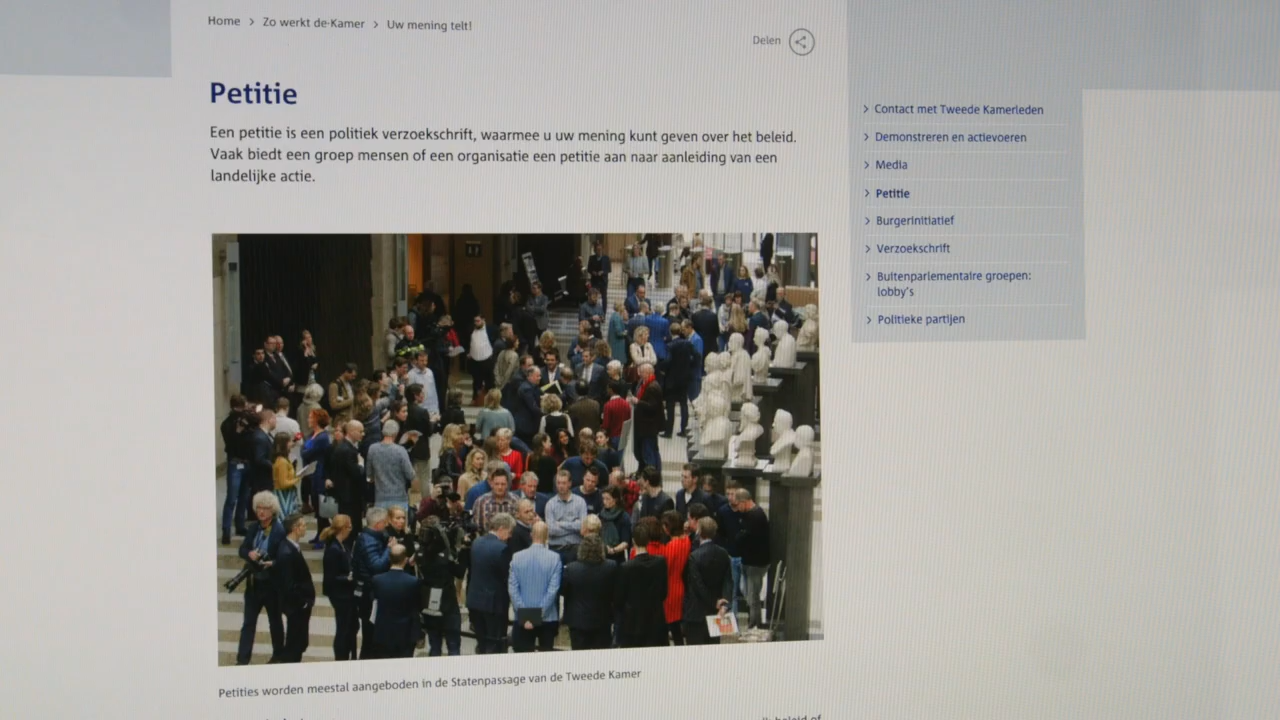 Home > Zo werkt de Kamer > Uw mening telt!
Delen
Petitie
Een petitie is een politiek verzoekschrift, waarmee u uw mening kunt geven over het beleid.
Vaak biedt een groep mensen of een organisatie een petitie aan naar aanleiding van een
landelijke actie.
Petities worden meestal aangeboden in de Statenpassage van de Tweede Kamer
> Contact met Tweede Kamerleden
> Demonstreren en actievoeren
> Media
> Petitie
> Burgerinitiatief
> Verzoekschrift
> Buitenparlementaire groepen:
lobby's
> Politieke partijen